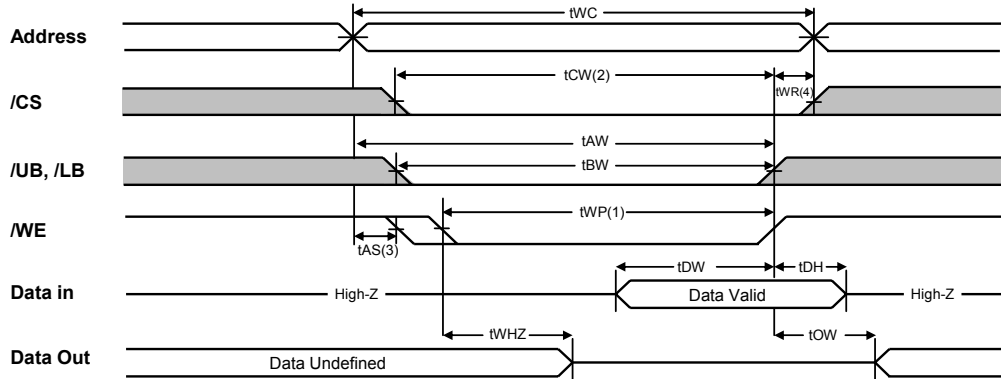 tWC
Address
tCW(2)
tWR(4)
/CS
tAW
/UB, /LB
tBW
tWP(1)
/WE
tAS(3)
tDW
tDH
Data in
High-Z
Data Valid
High-Z
tWHZ
tOW
Data Out
Data Undefined